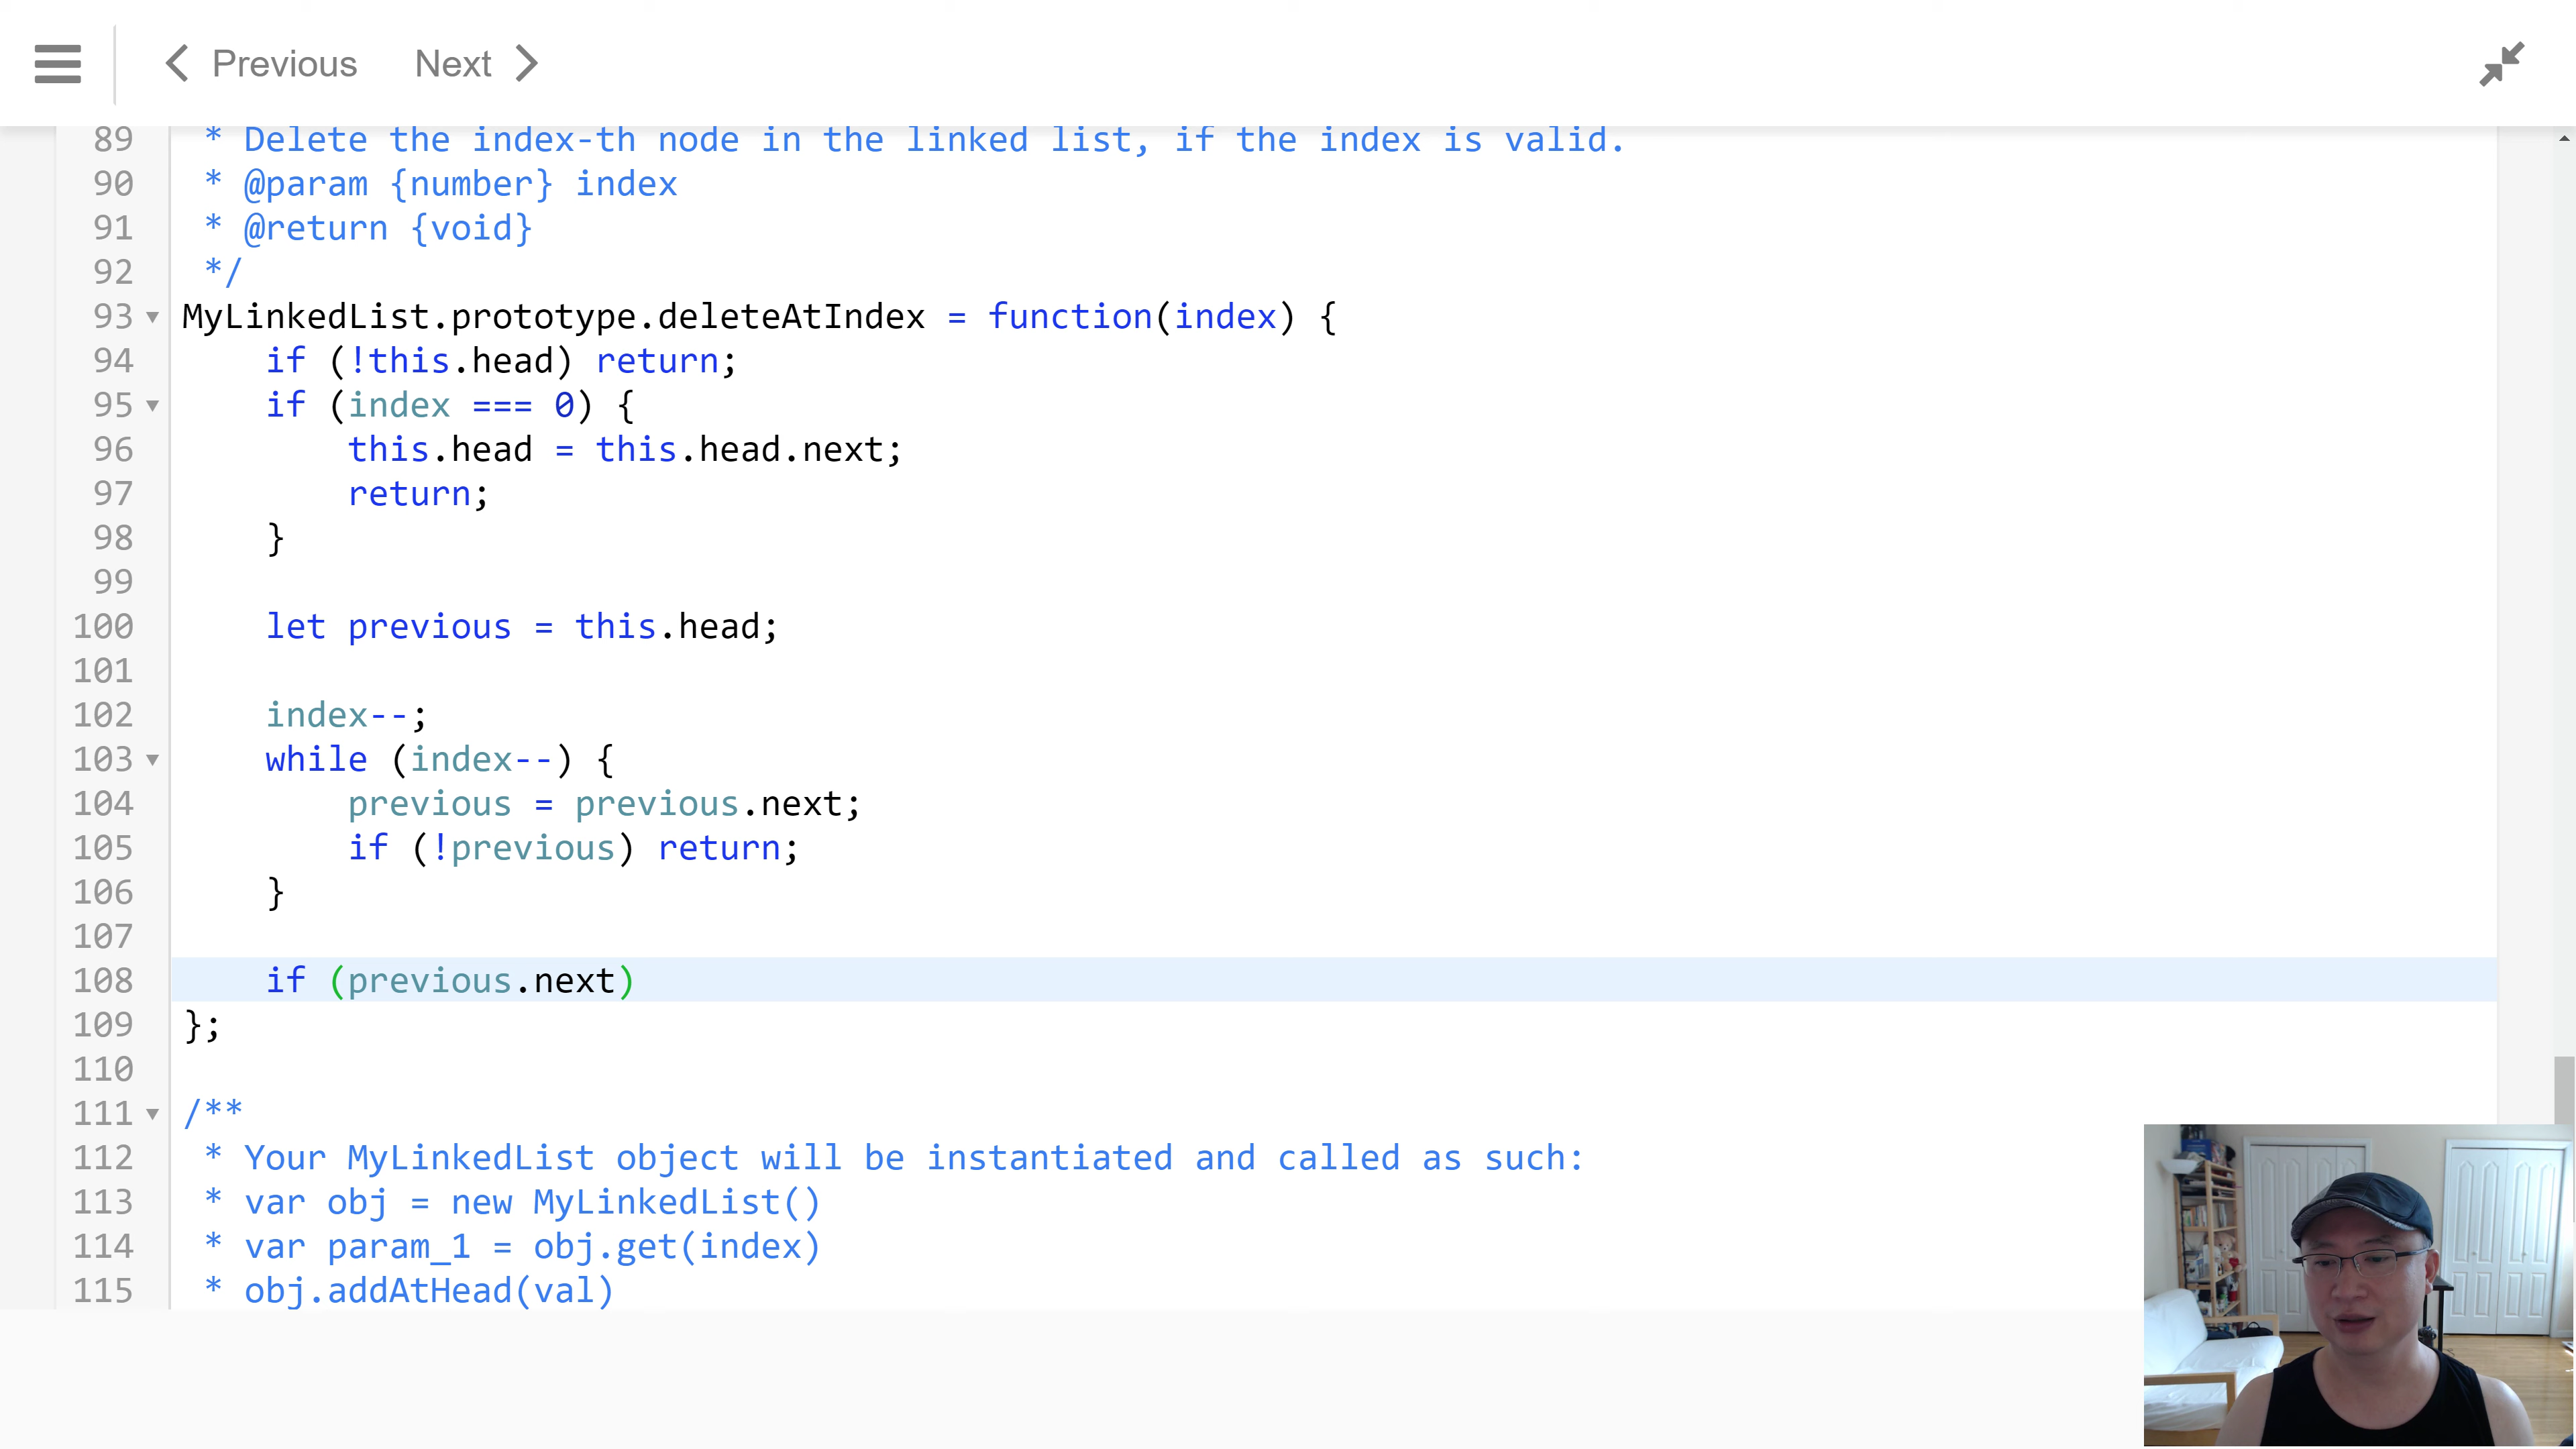 Previous Next
89 * Delete the index-th node in the linked list, if the index is valid.
90 * @param {number} index
91 * @return {void}
92 */
93 MyLinkedList.prototype.deleteAtIndex = function(index) {
94 if (!this.head) return;
95 if (index === 0) {
96 this.head = this.head.next;
97 return;
98 }
99
100 let previous = this.head;
101
102 index--;
103 while (index--) {
104 previous = previous.next;
105 if (!previous) return;
106 }
107
108 if (previous.next)
109 };
110
111 /**
112 * Your MyLinkedList object will be instantiated and called as such:
113 * var obj = new MyLinkedList()
114 * var param_1 = obj.get(index)
115 * obj.addAtHead(val)